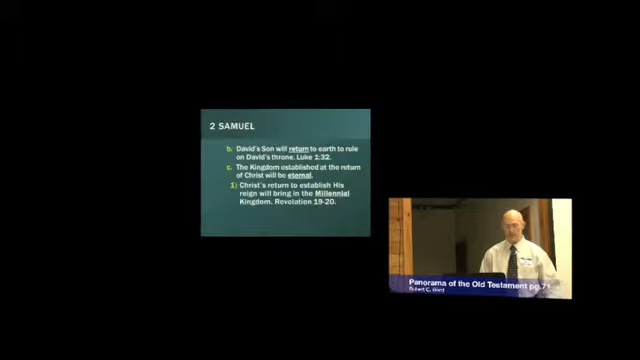 2 SAMUEL
b. David's Son will return to earth to rule
on David's throne. Luke 1:32.
c. The Kingdom established at the return
of Christ will be eternal.
1) Christ's return to establish His
reign will bring in the Millennial
Kingdom. Revelation 19-20.
Panorama of the Old Testament pg.71
Robert C. Ward